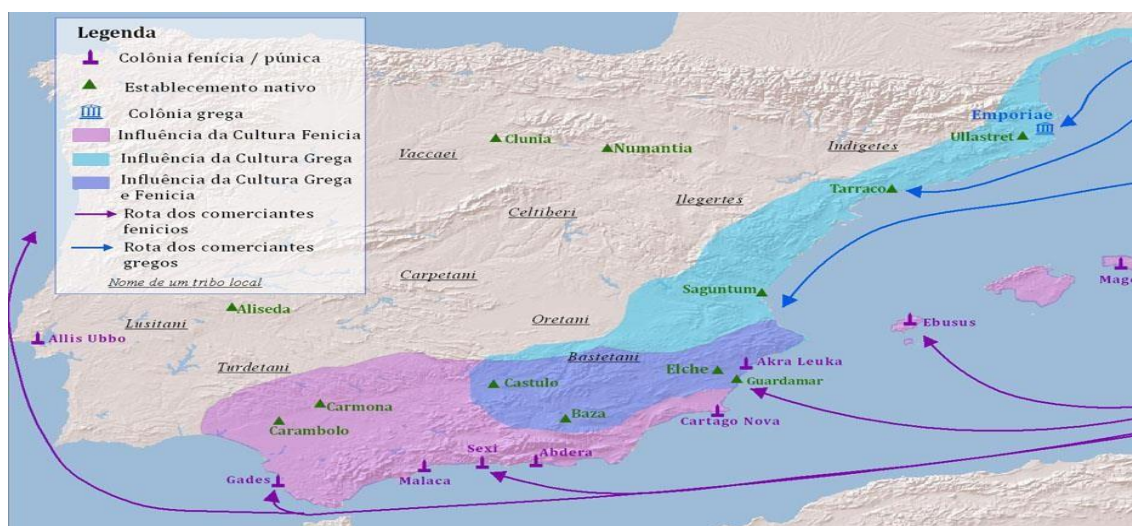 Legenda
Colônia fenícia / púnica
Establecemento nativo
Colônia grega
Influência da Cultura Fenicia
Influência da Cultura Grega
Influência da Cultura Grega
e Fenicia
Rota dos comerciantes
fenicios
Rota dos comerciantes
gregos
Nome de um tribo local
Emporiae
Ullastret
Indigetes
Clunia
Numantia
Vaccaei
Tarraco
Ilegertes
Celtiberi
Carpetani
Saguntum
Mago
Aliseda
Lusitani
Oretani
Ebusus
Allis Ubbo
Bastetani
Akra Leuka
Turdetani
Elche
Castulo
Guardamar
Carmona
Baza
Cartago Nova
Carambolo
Sexi
Abdera
Gades
Malaca